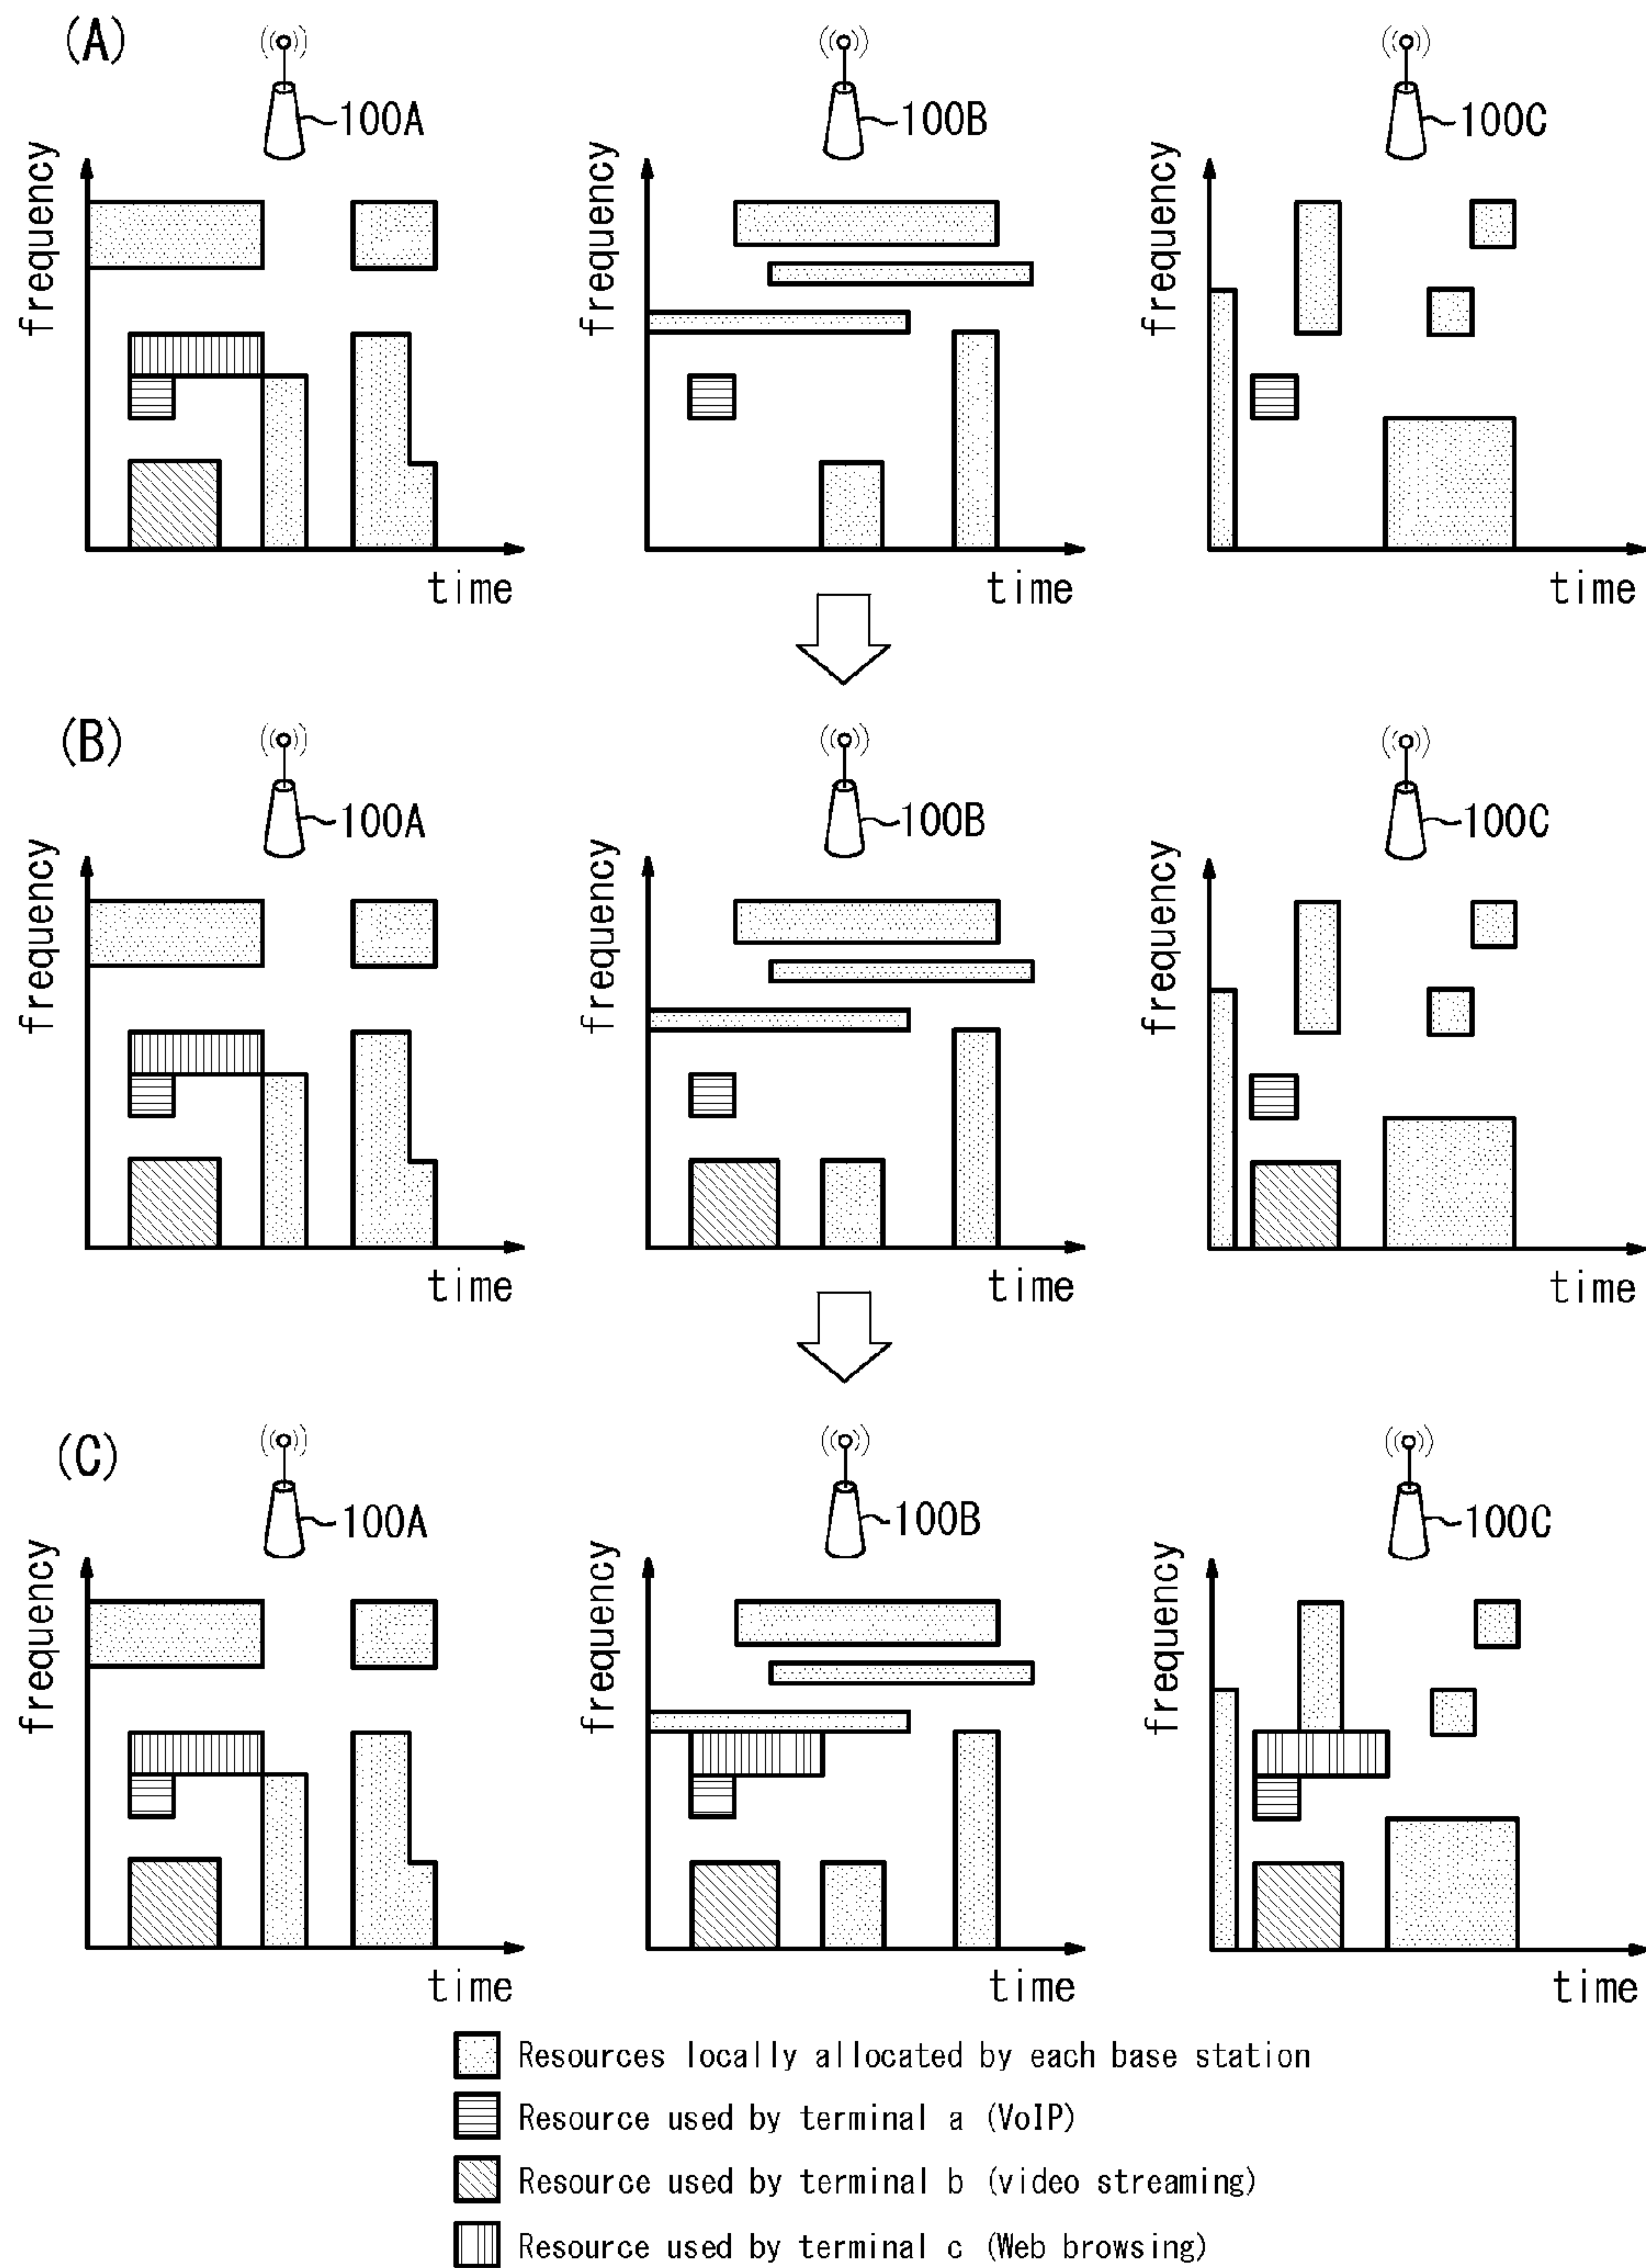 (A)
100A
100B
100C
frequency
frequency
frequency
time
time
time
(B)
100A
100B
100C
frequency
frequency
frequency
time
time
time
(C)
100A
100B
100C
frequency
frequency
frequency
time
time
time
Resources locally allocated by each base station
Resource used by terminal a (VoIP)
Resource used by terminal b (video streaming)
Resource used by terminal c (Web browsing)